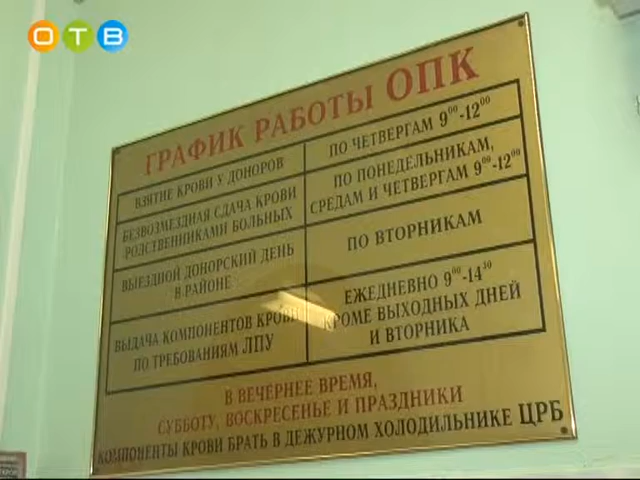 ОТВ
ГРАФИК РАБОТЫ ОПК
ВЗЯТИЕ КРОВИ У ДОНОРОВ
ПО ЧЕТВЕРГАМ 9⁰⁰-12⁰⁰
БЕЗВОЗМЕЗДНАЯ СДАЧА КРОВИ
РОДСТВЕННИКАМИ БОЛЬНЫХ
ПО ПОНЕДЕЛЬНИКАМ,
СРЕДАМ И ЧЕТВЕРГАМ 9⁰⁰-12⁰⁰
ВЫЕЗДНОЙ ДОНОРСКИЙ ДЕНЬ
В РАЙОНЕ
ПО ВТОРНИКАМ
ВЫДАЧА КОМПОНЕНТОВ КРОВИ
ПО ТРЕБОВАНИЯМ ЛПУ
ЕЖЕДНЕВНО 9⁰⁰-14³⁰
КРОМЕ ВЫХОДНЫХ ДНЕЙ
И ВТОРНИКА
В ВЕЧЕРНЕЕ ВРЕМЯ,
СУББОТУ, ВОСКРЕСЕНЬЕ И ПРАЗДНИКИ
КОМПОНЕНТЫ КРОВИ БРАТЬ В ДЕЖУРНОМ ХОЛОДИЛЬНИКЕ ЦРБ